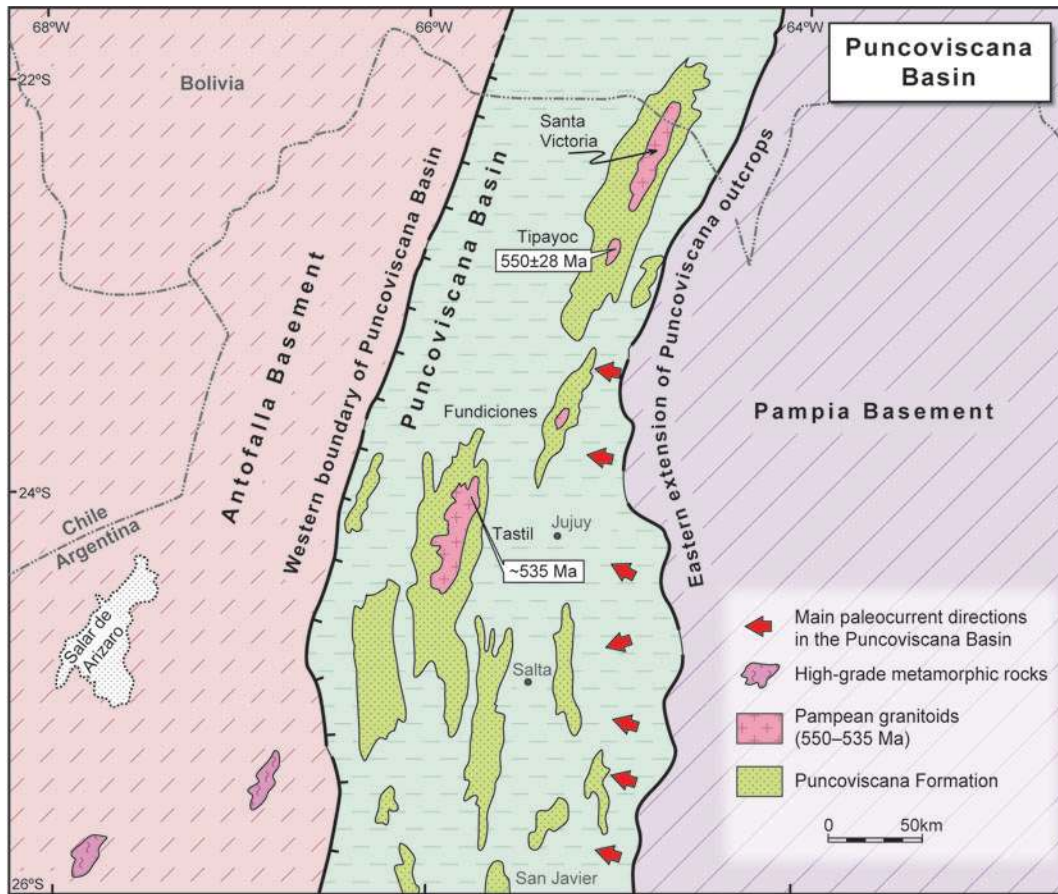 68ºW
66ºW
64ºW
Puncoviscana
Basin
22ºS
Bolivia
Santa
Victoria
Tipayoc
550±28 Ma
Antofalla Basement
Western boundary of Puncoviscana Basin
Puncoviscana Basin
Eastern extension of Puncoviscana outcrops
Pampia Basement
Fundiciones
24ºS
Chile
Argentina
Tastil
Jujuy
~535 Ma
Salar de
Arizaro
Salta
Main paleocurrent directions
in the Puncoviscana Basin
High-grade metamorphic rocks
Pampean granitoids
(550–535 Ma)
Puncoviscana Formation
0 50km
26ºS
San Javier